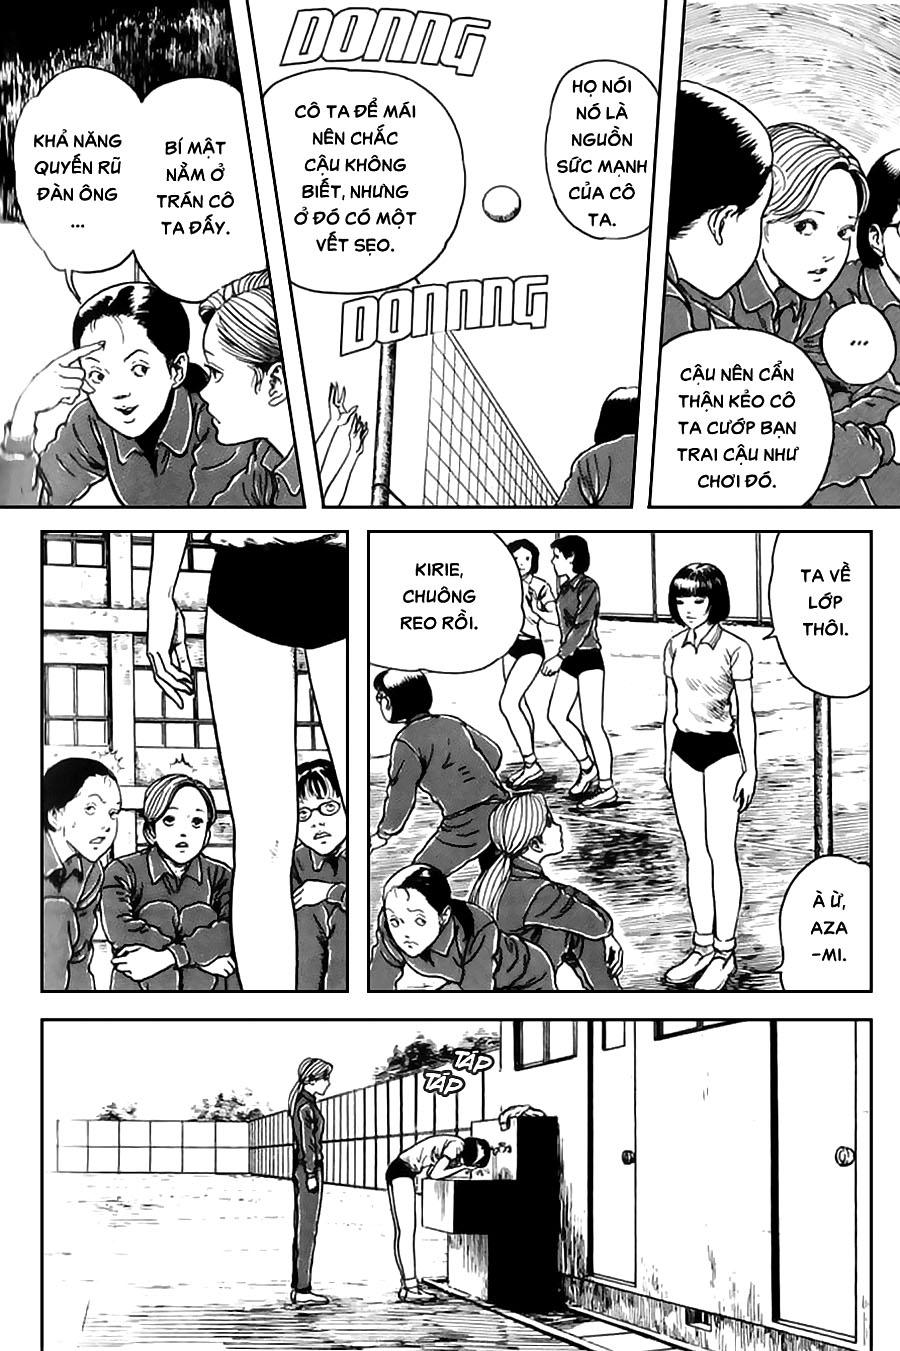 KHẢ NĂNG
QUYẾN RŨ
ĐÀN ÔNG
...
BÍ MẬT
NẰM Ở
TRÁN CÔ
TA ĐẤY.
DONNG
CÔ TA ĐỂ MÁI
NÊN CHẮC
CẬU KHÔNG
BIẾT, NHƯNG
Ở ĐÓ CÓ MỘT
VẾT SẸO.
HỌ NÓI
NÓ LÀ
NGUỒN
SỨC MẠNH
CỦA CÔ
TA.
DONNNG
...
CẬU NÊN CẨN
THẬN KẺO CÔ
TA CƯỚP BẠN
TRAI CẬU NHƯ
CHƠI ĐÓ.
KIRIE,
CHUÔNG
REO RỒI.
TA VỀ
LỚP
THÔI.
À Ừ,
AZA
-MI.
TÁP
TÁP